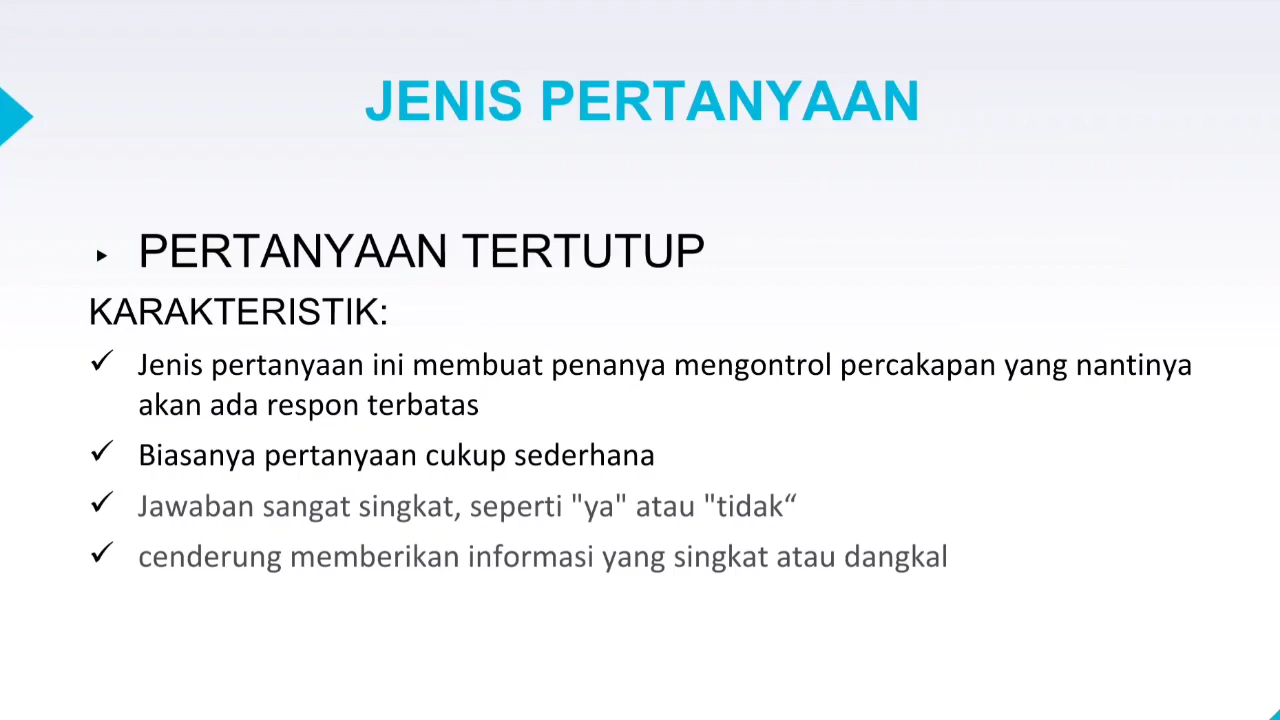 JENIS PERTANYAAN
▸ PERTANYAAN TERTUTUP
KARAKTERISTIK:
✓ Jenis pertanyaan ini membuat penanya mengontrol percakapan yang nantinya
akan ada respon terbatas
✓ Biasanya pertanyaan cukup sederhana
✓ Jawaban sangat singkat, seperti "ya" atau "tidak“
✓ cenderung memberikan informasi yang singkat atau dangkal